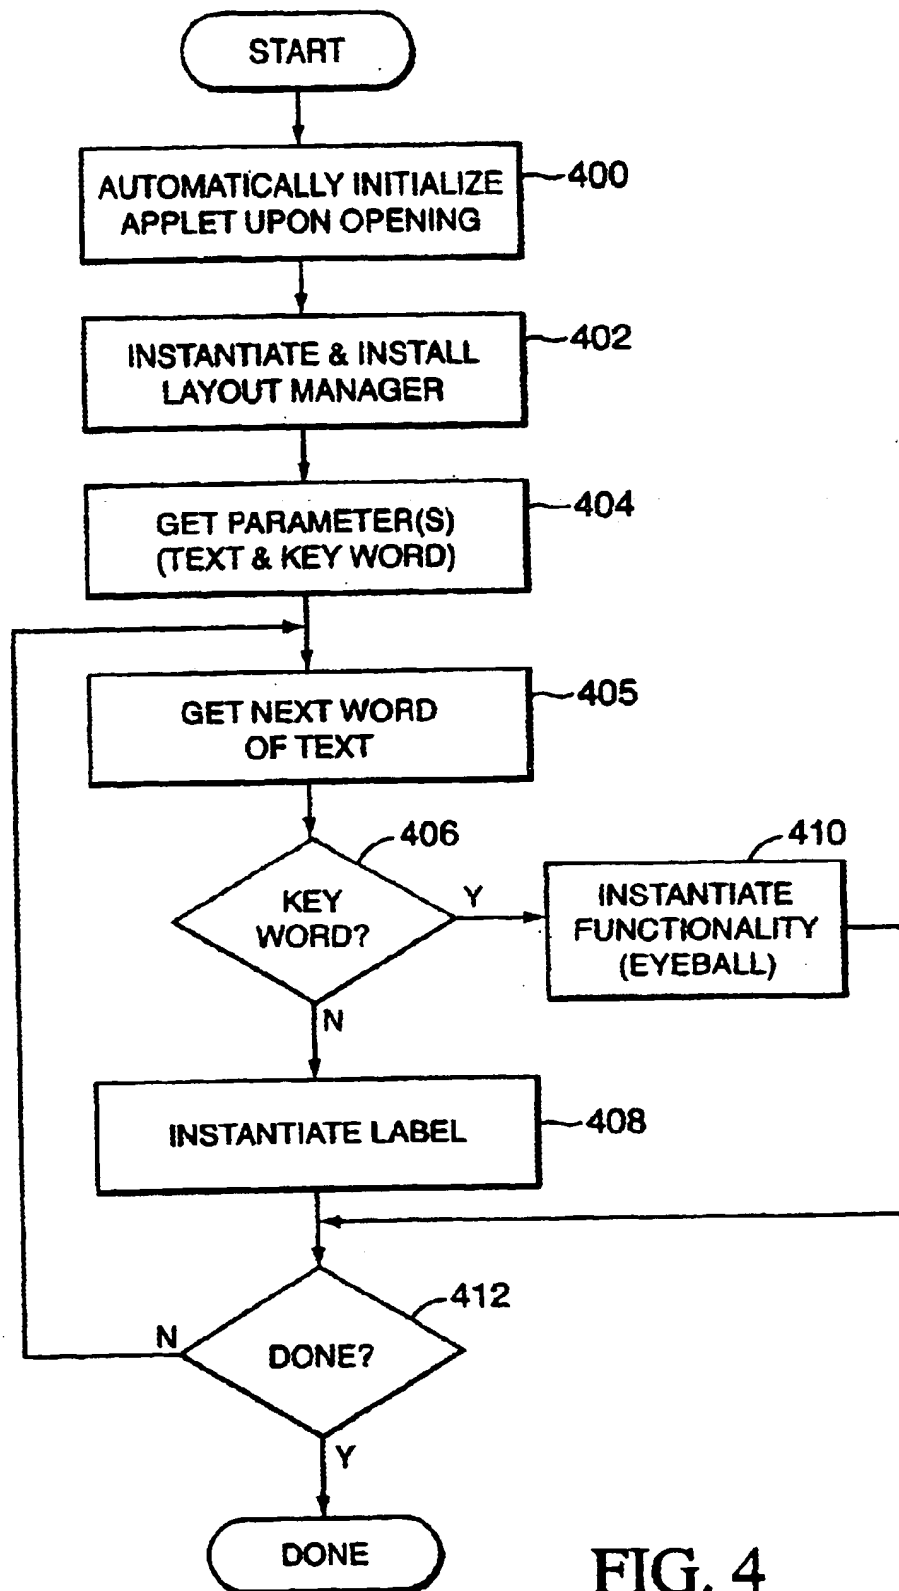 START
AUTOMATICALLY INITIALIZE
APPLET UPON OPENING
400
INSTANTIATE & INSTALL
LAYOUT MANAGER
402
GET PARAMETER(S)
(TEXT & KEY WORD)
404
GET NEXT WORD
OF TEXT
405
KEY
WORD?
406
Y
N
INSTANTIATE
FUNCTIONALITY
(EYEBALL)
410
INSTANTIATE LABEL
408
DONE?
412
N
Y
DONE
FIG. 4